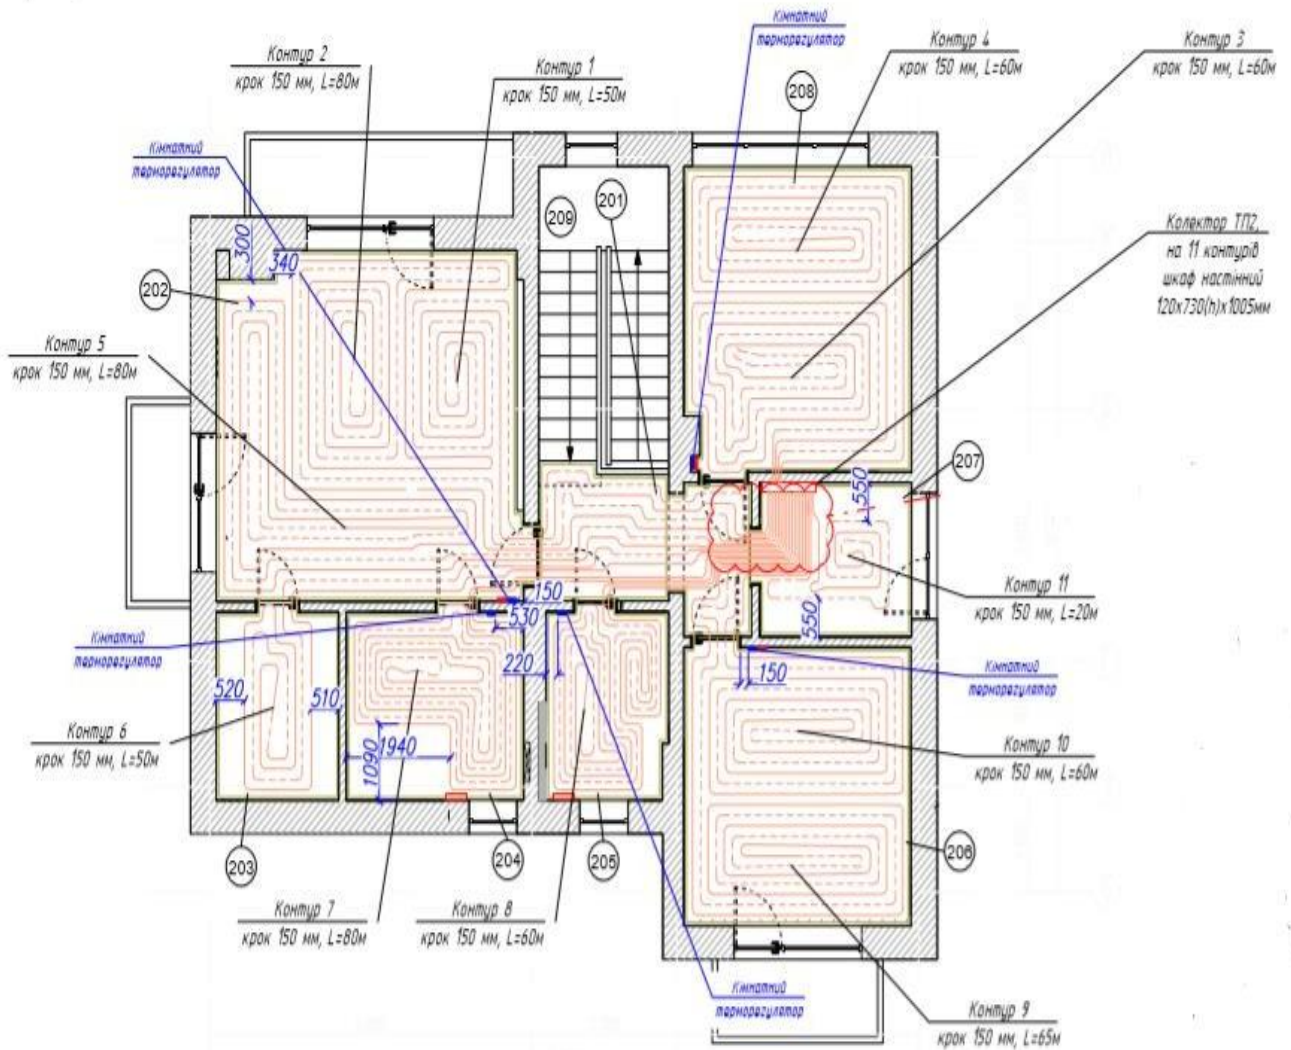 Кімнатний
терморегулятор
Контур 2
крок 150 мм, L=80м
Контур 1
крок 150 мм, L=50м
Контур 4
крок 150 мм, L=60м
Контур 3
крок 150 мм, L=60м
208
Кімнатний
терморегулятор
209
201
Колектор ТП2,
на 11 контурів
шкаф настінний
120х730(h)х1005мм
300
340
202
Контур 5
крок 150 мм, L=80м
207
550
Контур 11
крок 150 мм, L=20м
150
530
550
Кімнатний
терморегулятор
220
150
Кімнатний
терморегулятор
520
510
Контур 6
крок 150 мм, L=50м
1090
1940
Контур 10
крок 150 мм, L=60м
203
204
205
206
Контур 7
крок 150 мм, L=80м
Контур 8
крок 150 мм, L=60м
Кімнатний
терморегулятор
Контур 9
крок 150 мм, L=65м